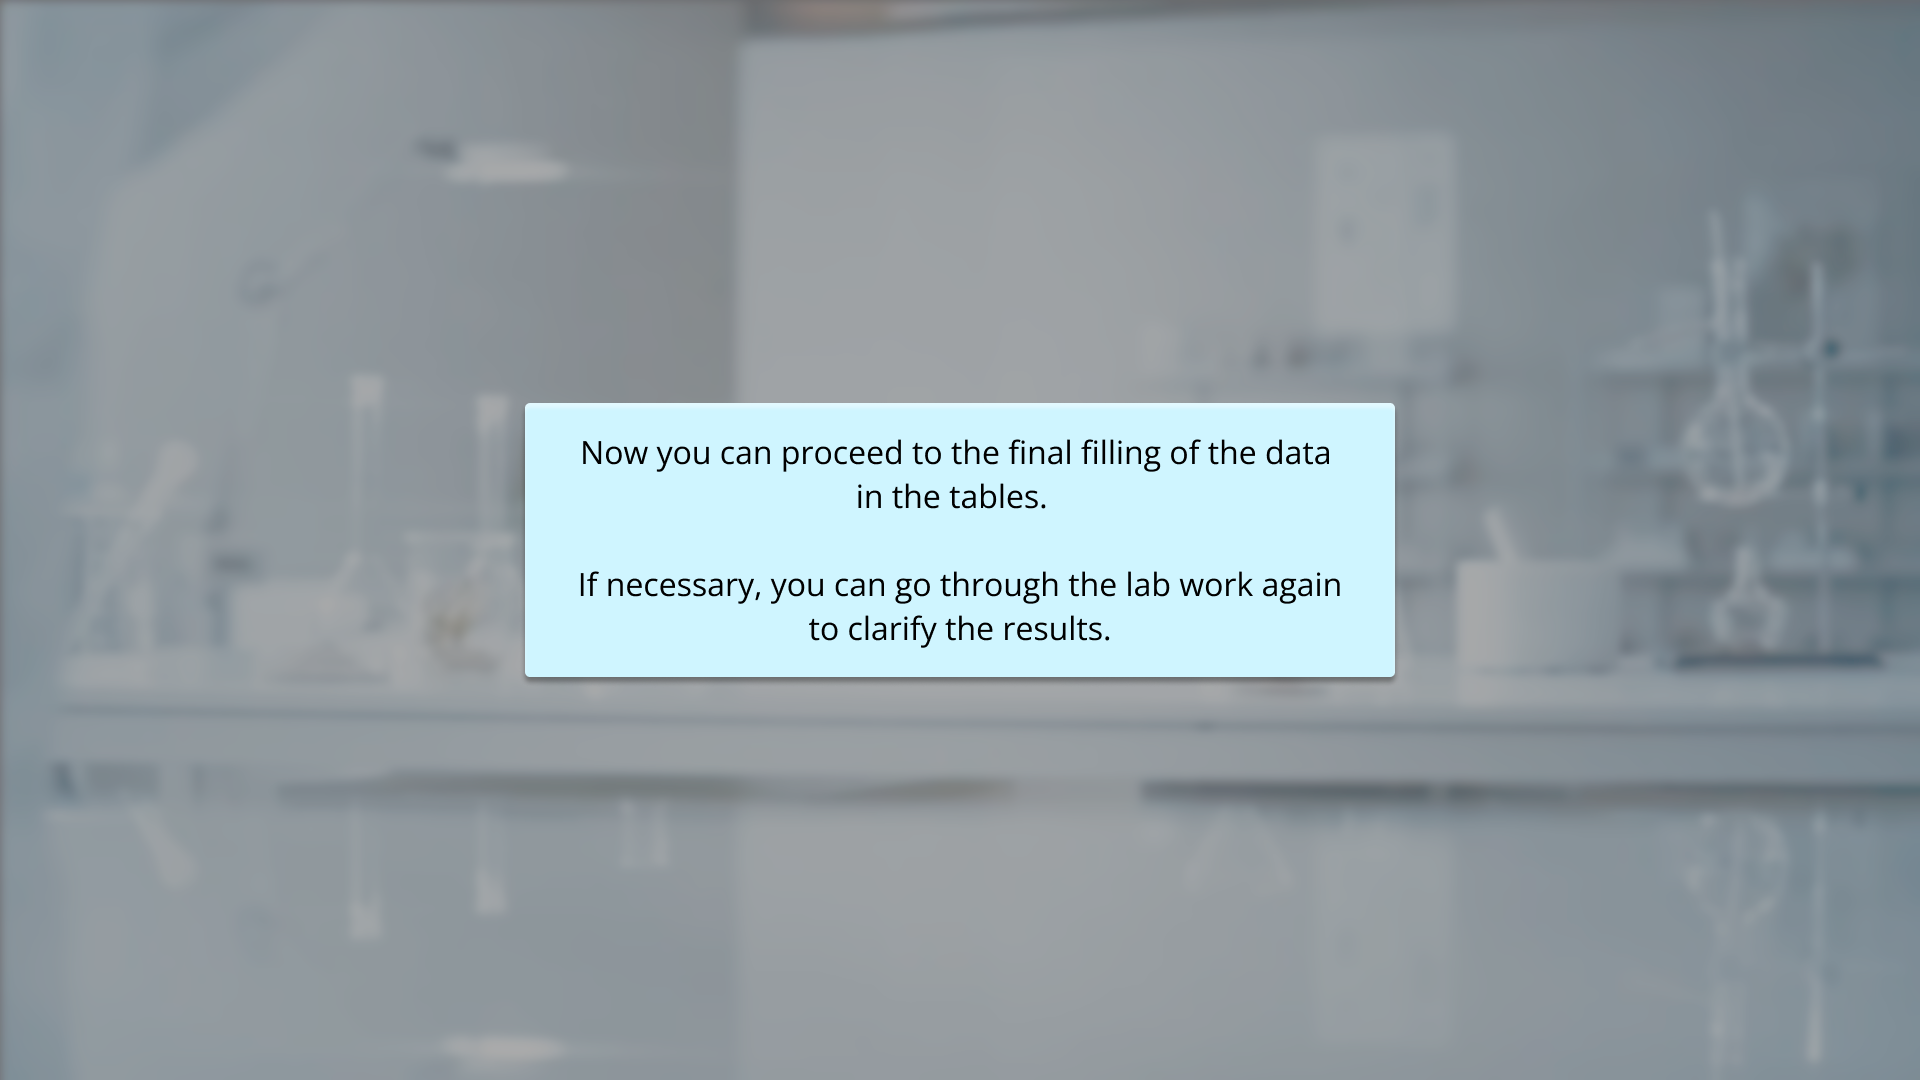 Now you can proceed to the final filling of the data
in the tables.
If necessary, you can go through the lab work again
to clarify the results.